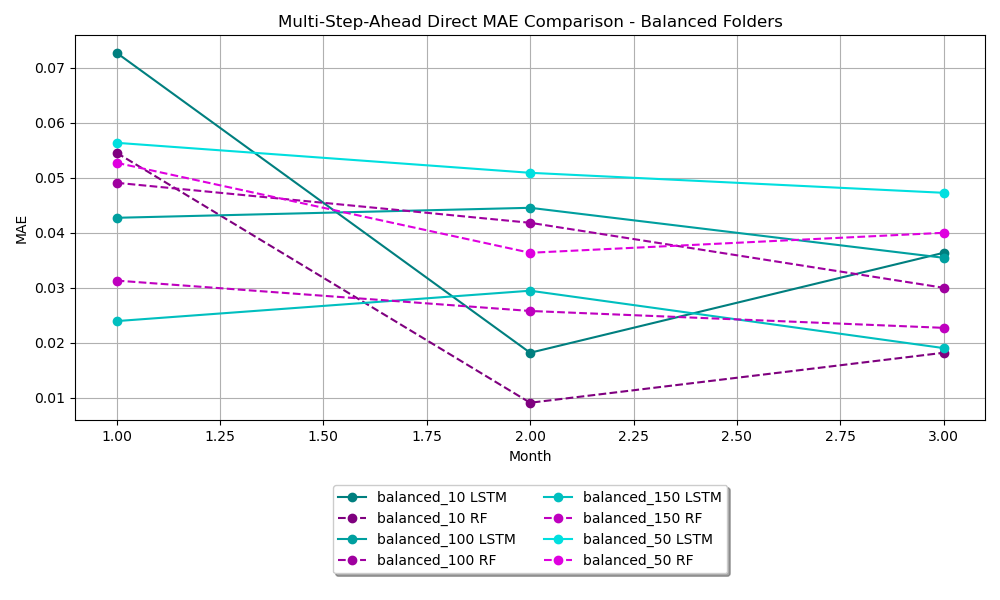 Multi-Step-Ahead Direct MAE Comparison - Balanced Folders
MAE
0.07
0.06
0.05
0.04
0.03
0.02
0.01
1.00 1.25 1.50 1.75 2.00 2.25 2.50 2.75 3.00
Month
balanced_10 LSTM
balanced_10 RF
balanced_100 LSTM
balanced_100 RF
balanced_150 LSTM
balanced_150 RF
balanced_50 LSTM
balanced_50 RF